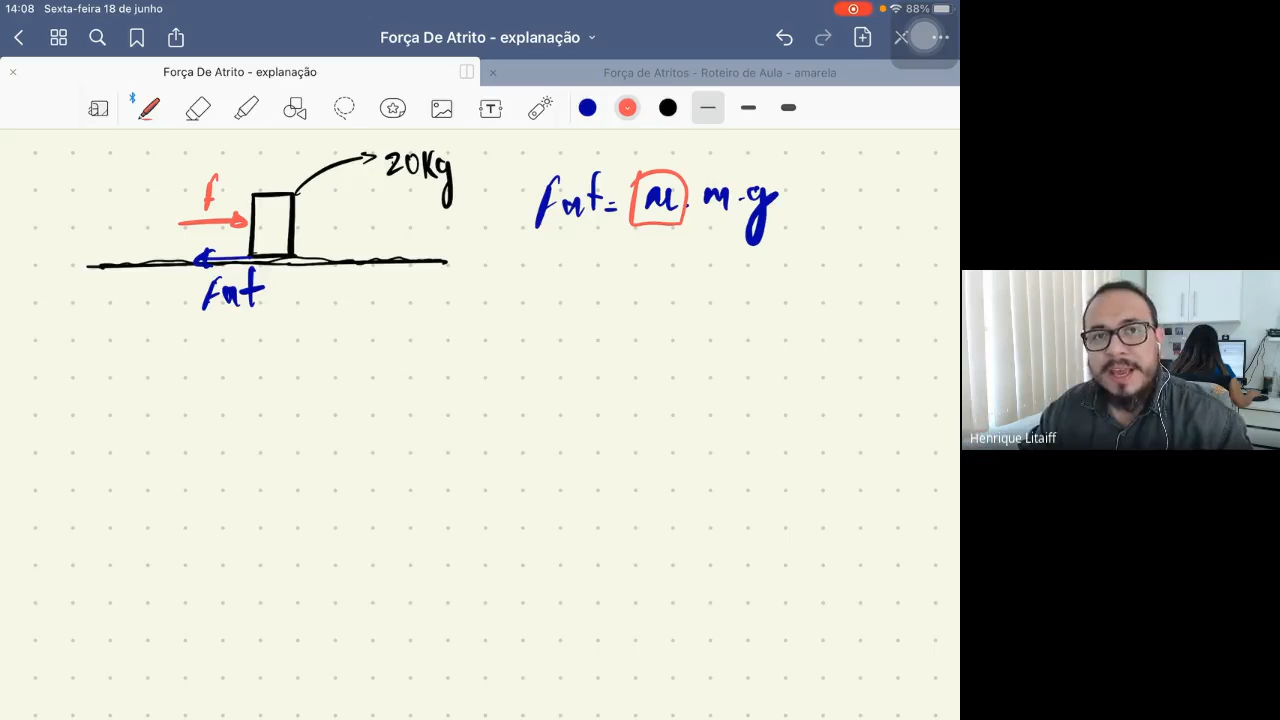 14:08 Sexta-feira 18 de junho
88%
Força De Atrito - explanação
Força De Atrito - explanação
Força de Atritos - Roteiro de Aula - amarela
T
20Kg
f
Fat
Fat = µ . m . g
Henrique Litaiff